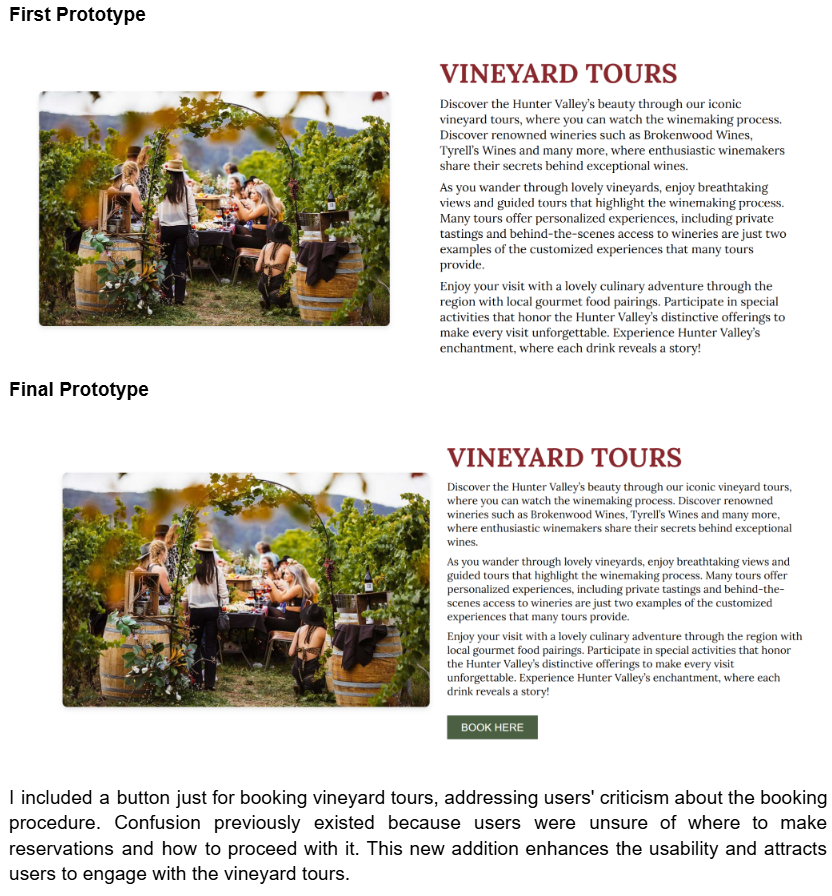 First Prototype
VINEYARD TOURS
Discover the Hunter Valley's beauty through our iconic
vineyard tours, where you can watch the winemaking process.
Discover renowned wineries such as Brokenwood Wines,
Tyrell's Wines and many more, where enthusiastic winemakers
share their secrets behind exceptional wines.
As you wander through lovely vineyards, enjoy breathtaking
views and guided tours that highlight the winemaking process.
Many tours offer personalized experiences, including private
tastings and behind-the-scenes access to wineries are just two
examples of the customized experiences that many tours
provide.
Enjoy your visit with a lovely culinary adventure through the
region with local gourmet food pairings. Participate in special
activities that honor the Hunter Valley's distinctive offerings to
make every visit unforgettable. Experience Hunter Valley's
enchantment, where each drink reveals a story!
Final Prototype
VINEYARD TOURS
Discover the Hunter Valley's beauty through our iconic vineyard tours,
where you can watch the winemaking process. Discover renowned
wineries such as Brokenwood Wines, Tyrell's Wines and many more,
where enthusiastic winemakers share their secrets behind exceptional
wines.
As you wander through lovely vineyards, enjoy breathtaking views and
guided tours that highlight the winemaking process. Many tours offer
personalized experiences, including private tastings and behind-the-
scenes access to wineries are just two examples of the customized
experiences that many tours provide.
Enjoy your visit with a lovely culinary adventure through the region with
local gourmet food pairings. Participate in special activities that honor
the Hunter Valley's distinctive offerings to make every visit
unforgettable. Experience Hunter Valley's enchantment, where each
drink reveals a story!
BOOK HERE
I included a button just for booking vineyard tours, addressing users' criticism about the booking
procedure. Confusion previously existed because users were unsure of where to make
reservations and how to proceed with it. This new addition enhances the usability and attracts
users to engage with the vineyard tours.